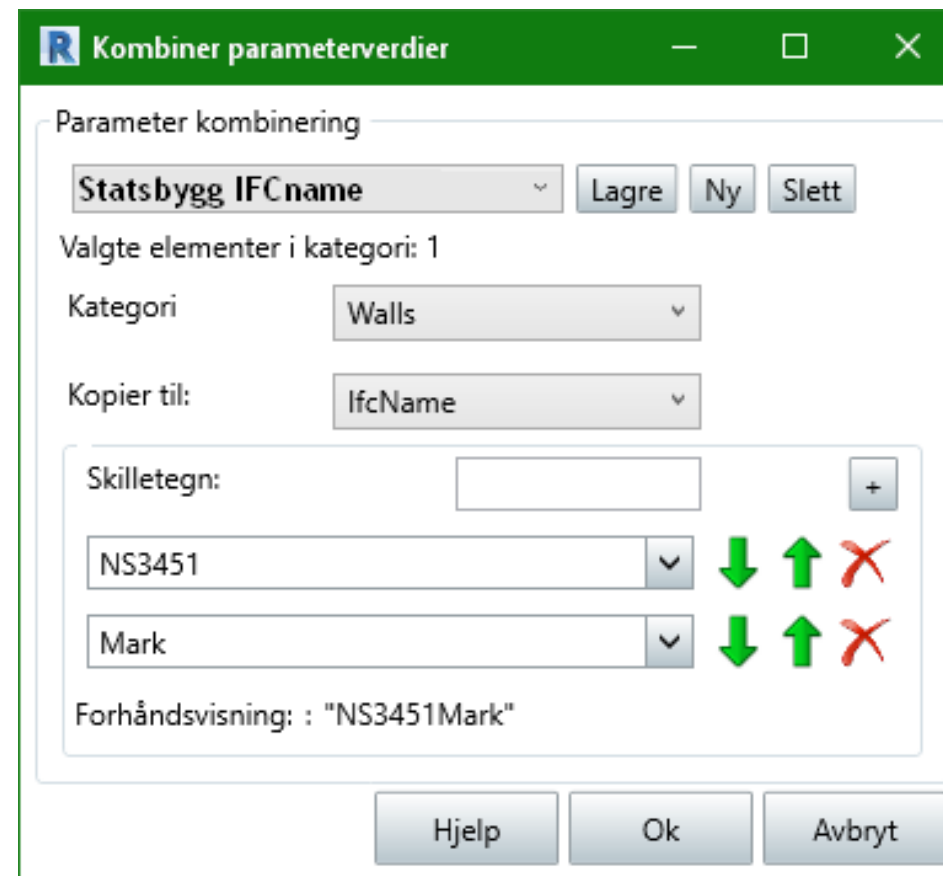 Kombiner parameterverdier
Parameter kombinering
Statsbygg IFCname Lagre Ny Slett
Valgte elementer i kategori: 1
Kategori Walls
Kopier til: IfcName
Skilletegn: +
NS3451
Mark
Forhåndsvisning: : "NS3451Mark"
Hjelp Ok Avbryt